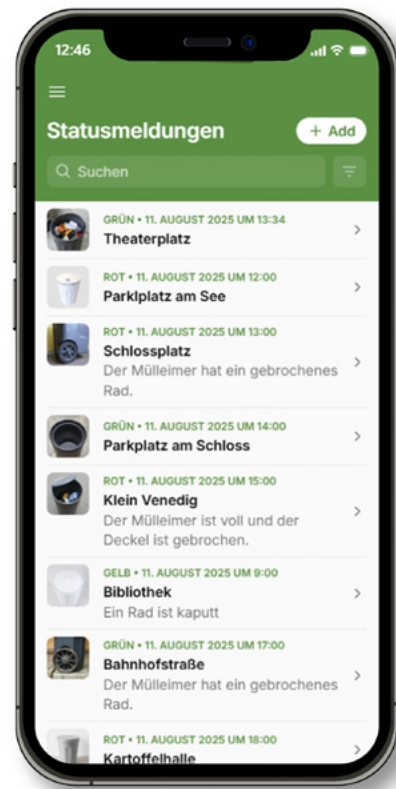 12:46
Statusmeldungen
+ Add
Suchen
GRÜN • 11. AUGUST 2025 UM 13:34
Theaterplatz
ROT • 11. AUGUST 2025 UM 12:00
Parklplatz am See
ROT • 11. AUGUST 2025 UM 13:00
Schlossplatz
Der Mülleimer hat ein gebrochenes
Rad.
GRÜN • 11. AUGUST 2025 UM 14:00
Parkplatz am Schloss
ROT • 11. AUGUST 2025 UM 15:00
Klein Venedig
Der Mülleimer ist voll und der
Deckel ist gebrochen.
GELB • 11. AUGUST 2025 UM 9:00
Bibliothek
Ein Rad ist kaputt
GRÜN • 11. AUGUST 2025 UM 17:00
Bahnhofstraße
Der Mülleimer hat ein gebrochenes
Rad.
ROT • 11. AUGUST 2025 UM 18:00
Kartoffelhalle